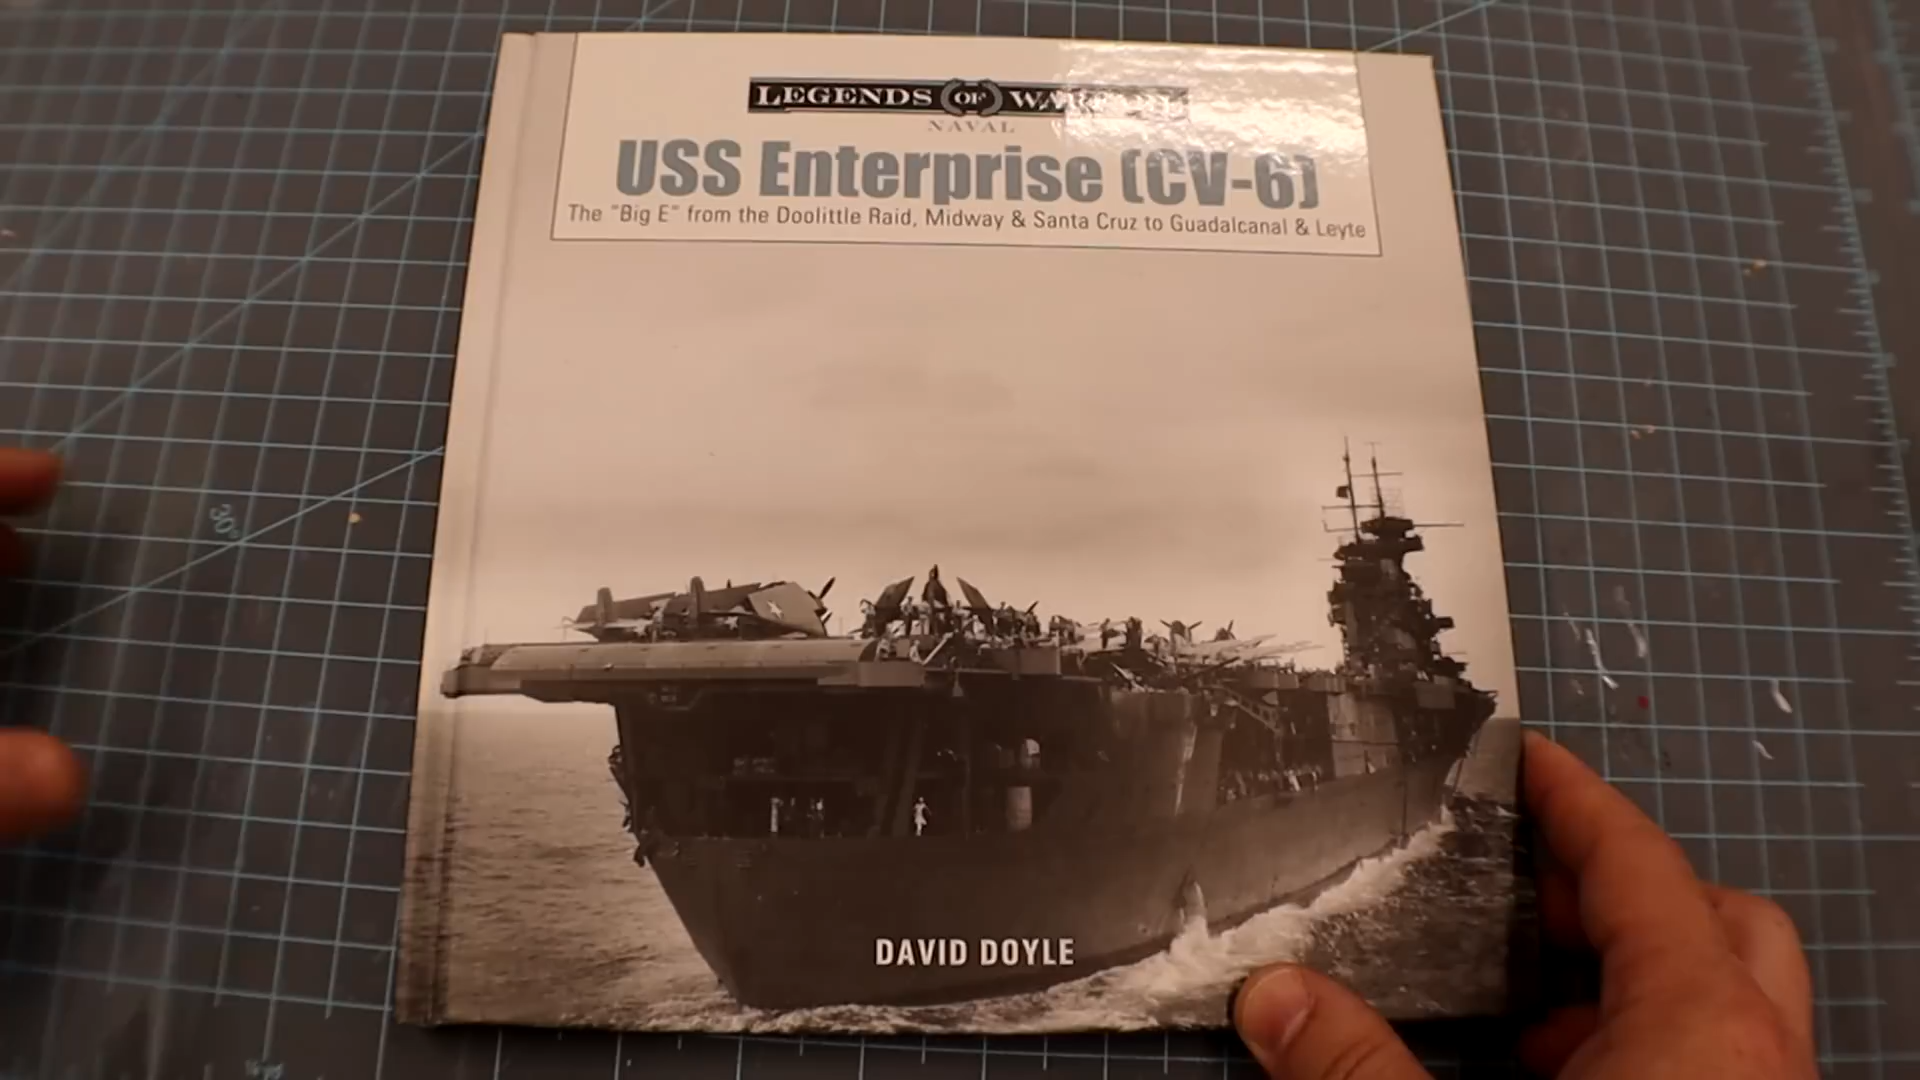 LEGENDS OF WARFARE
NAVAL
USS Enterprise (CV-6)
The "Big E" from the Doolittle Raid, Midway & Santa Cruz to Guadalcanal & Leyte
30°
DAVID DOYLE